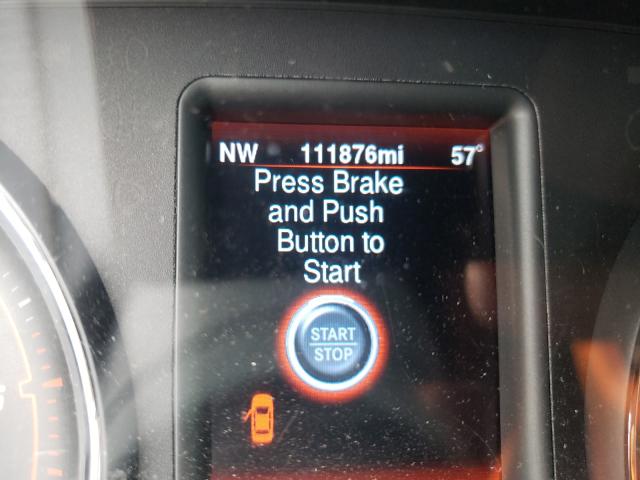 NW 111876mi 57°
Press Brake
and Push
Button to
Start
START
STOP